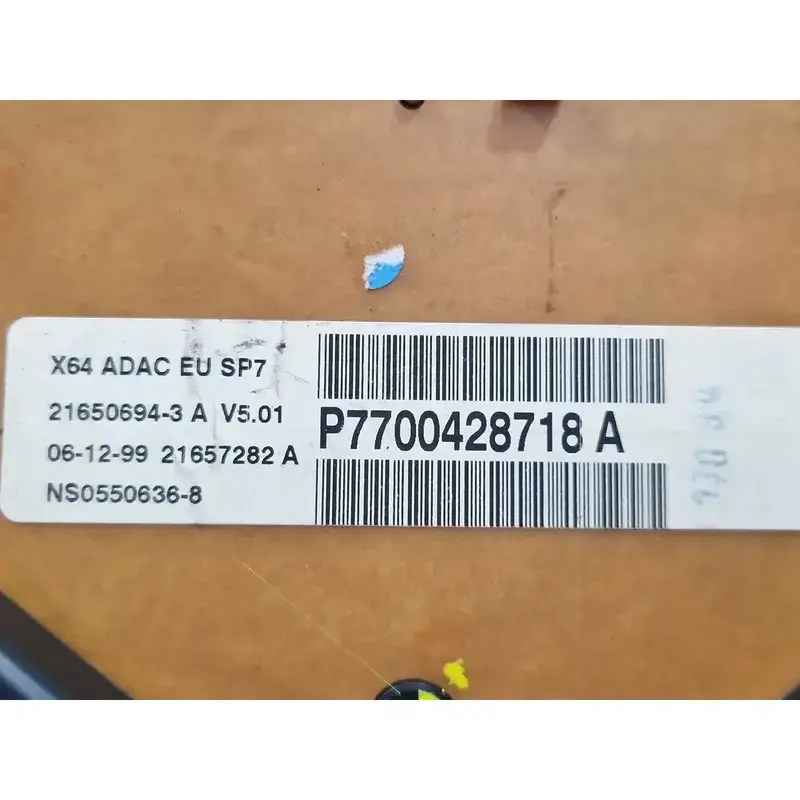 X64 ADAC EU SP7
21650694-3 A V5.01
06-12-99 21657282 A
NS0550636-8
P7700428718 A